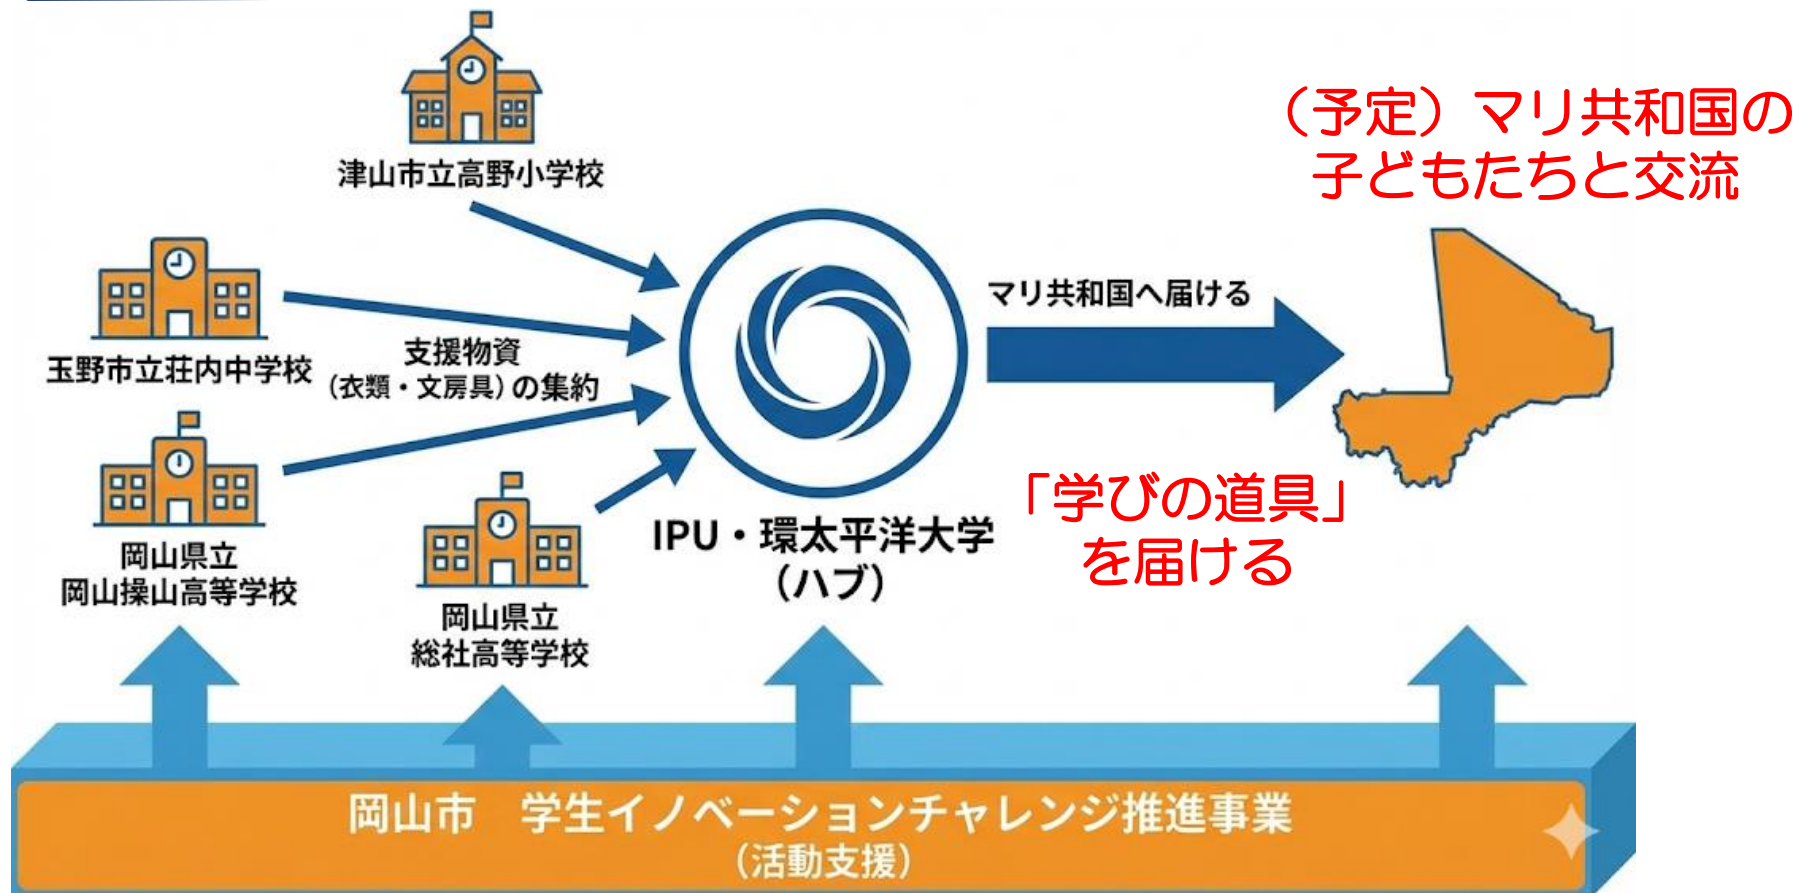 津山市立高野小学校
（予定）マリ共和国の
子どもたちと交流
玉野市立荘内中学校
支援物資
（衣類・文房具）の集約
マリ共和国へ届ける
岡山県立
岡山操山高等学校
岡山県立
総社高等学校
IPU・環太平洋大学
（ハブ）
「学びの道具」
を届ける
岡山市 学生イノベーションチャレンジ推進事業
（活動支援）